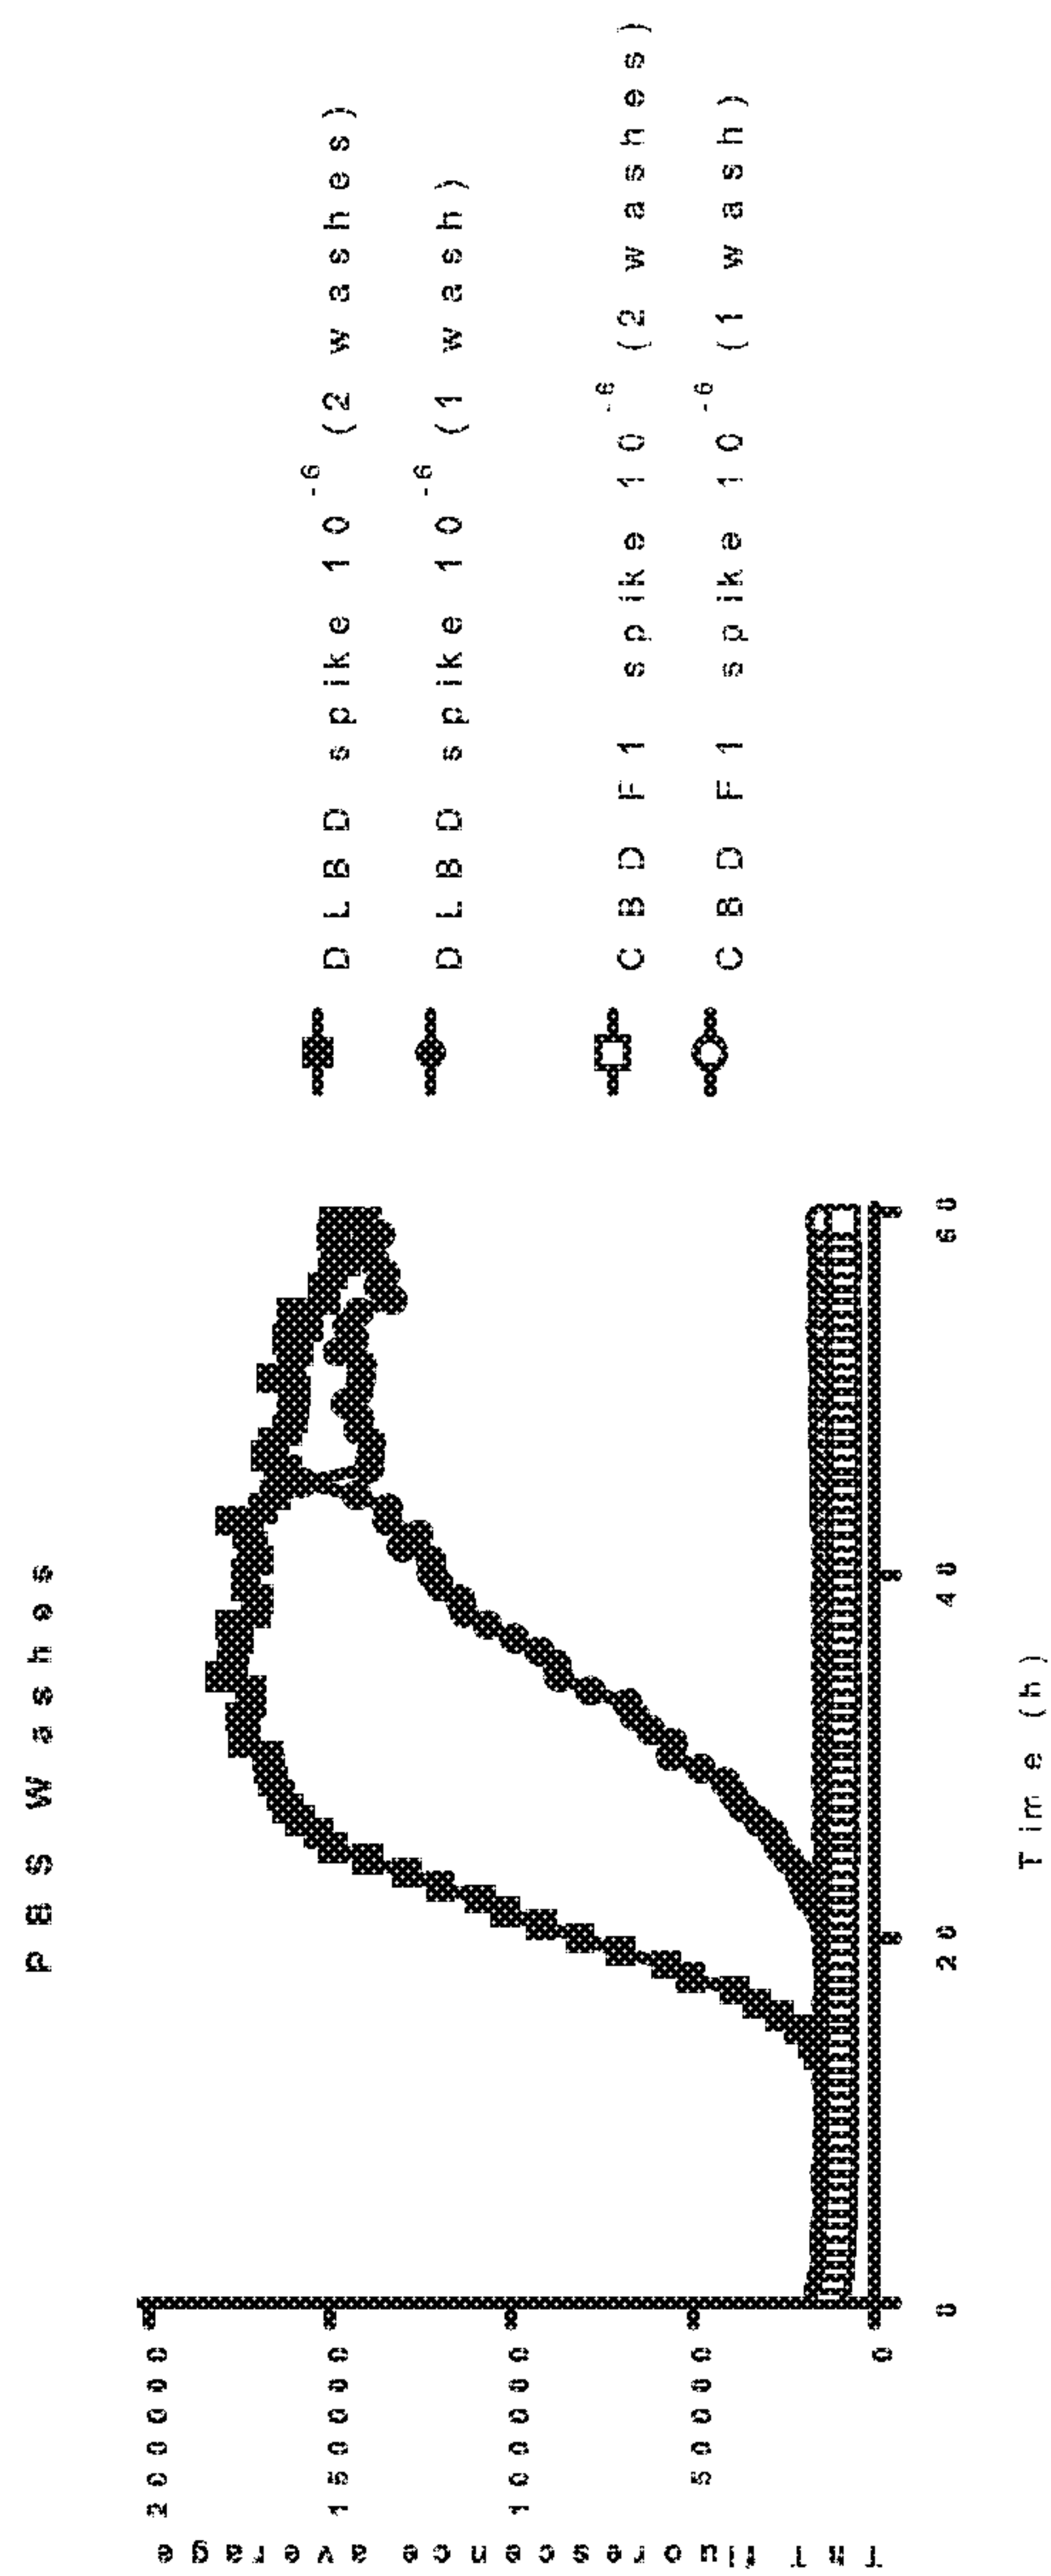 PBS Washes
ThT fluorescence average
200000
150000
100000
50000
0
0
20
40
60
Time (h)
DLBD spike 10-6 (2 washes)
DLBD spike 10-6 (1 wash)
CBD F1 spike 10-6 (2 washes)
CBD F1 spike 10-6 (1 wash)